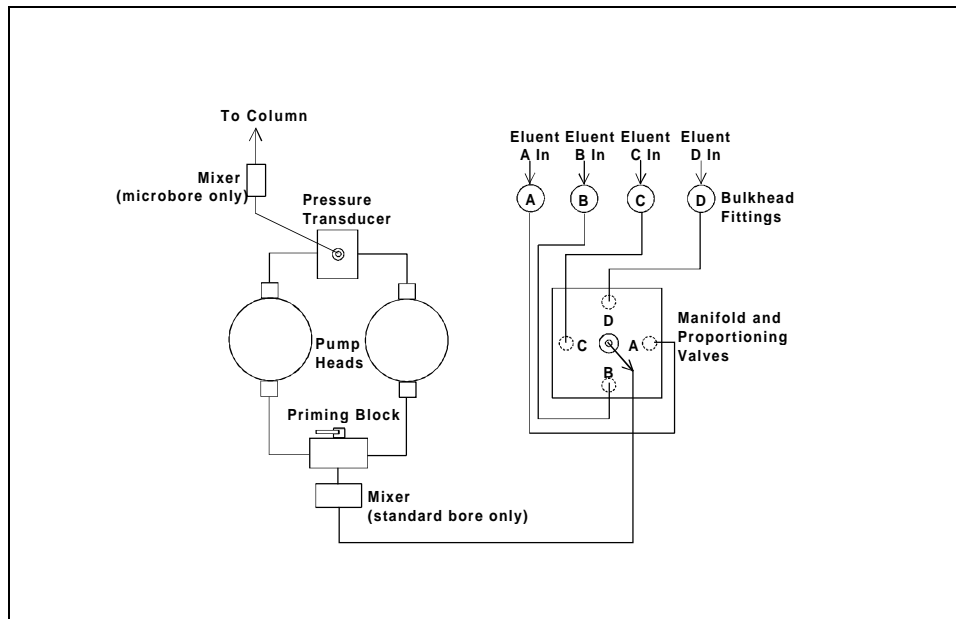 To Column
Mixer
(microbore only)
Pressure
Transducer
Pump
Heads
Priming Block
Mixer
(standard bore only)
Eluent Eluent Eluent Eluent
A In B In C In D In
A B C D
Bulkhead
Fittings
D
C A
B
Manifold and
Proportioning
Valves